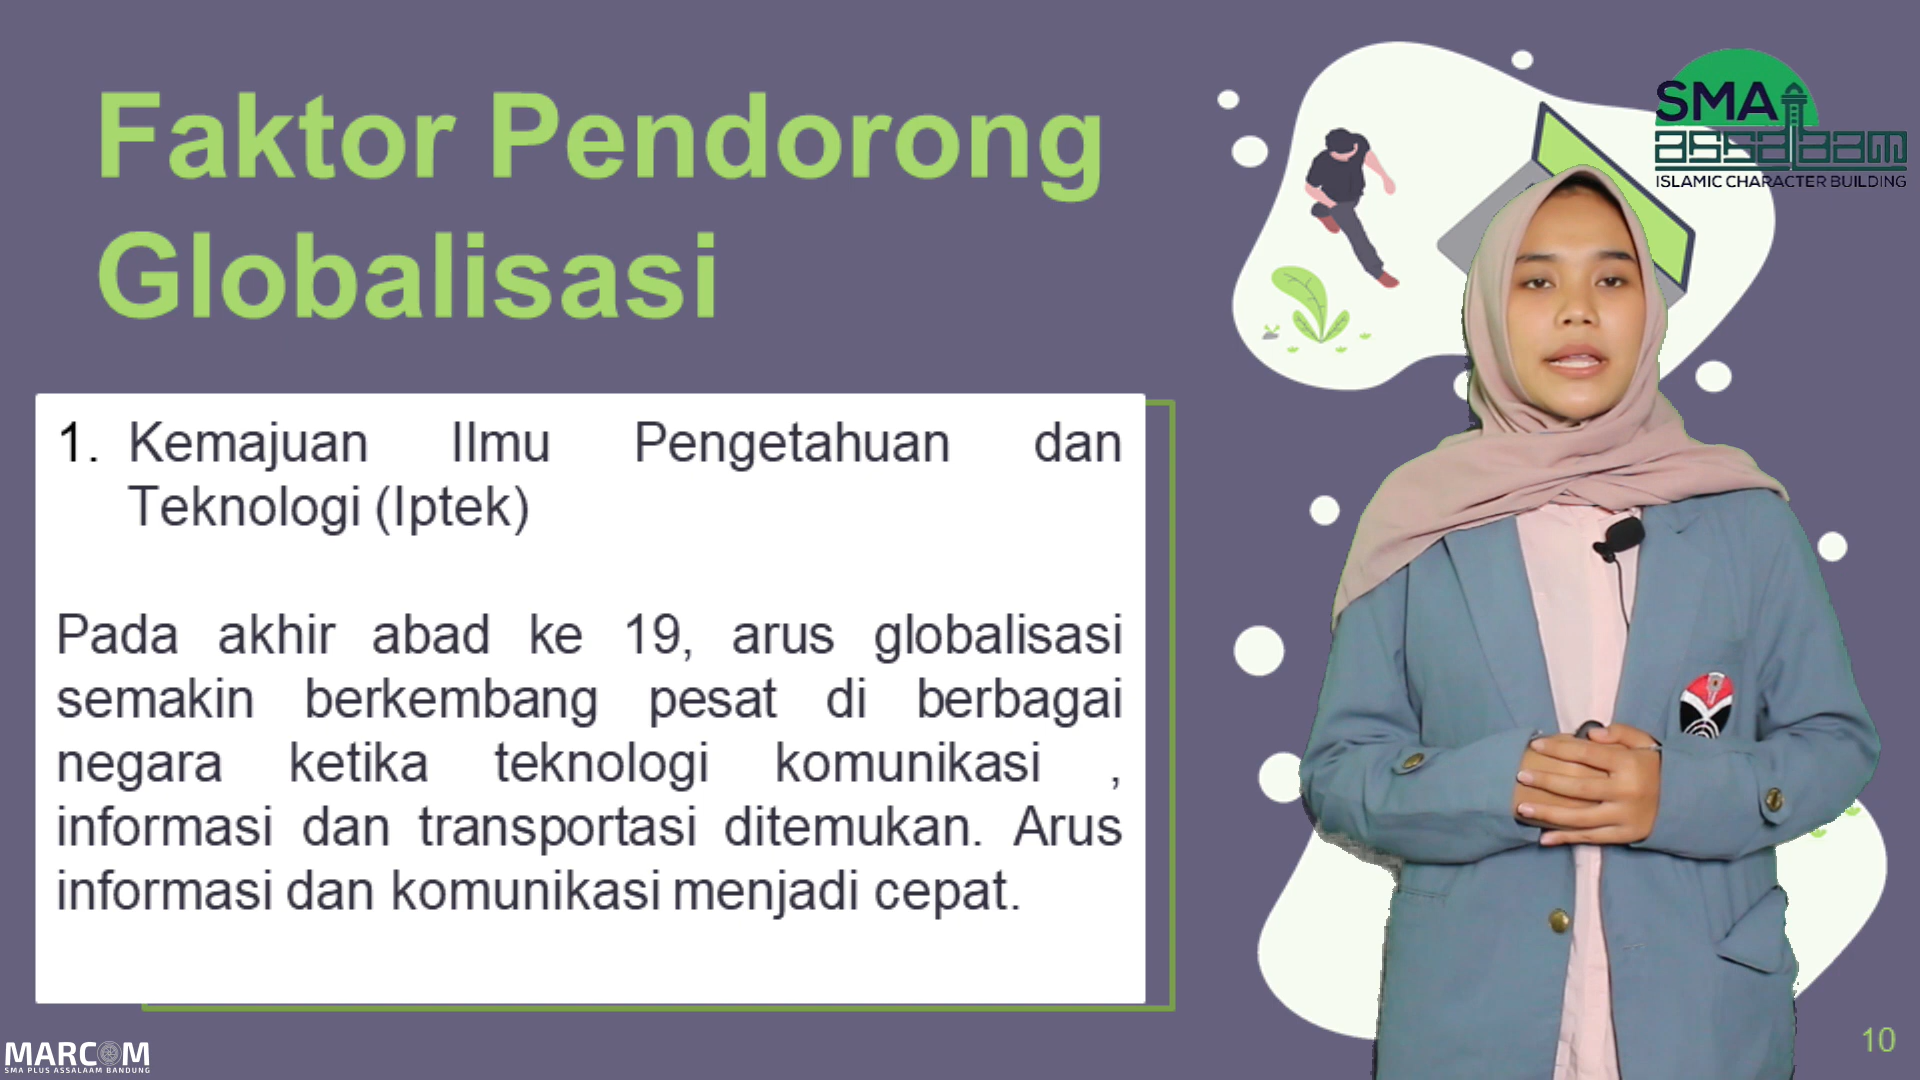 Faktor Pendorong
Globalisasi
SMA
assalaam
ISLAMIC CHARACTER BUILDING
1. Kemajuan Ilmu Pengetahuan dan
Teknologi (Iptek)
Pada akhir abad ke 19, arus globalisasi
semakin berkembang pesat di berbagai
negara ketika teknologi komunikasi ,
informasi dan transportasi ditemukan. Arus
informasi dan komunikasi menjadi cepat.
MARCOM
SMA PLUS ASSALAAM BANDUNG
10